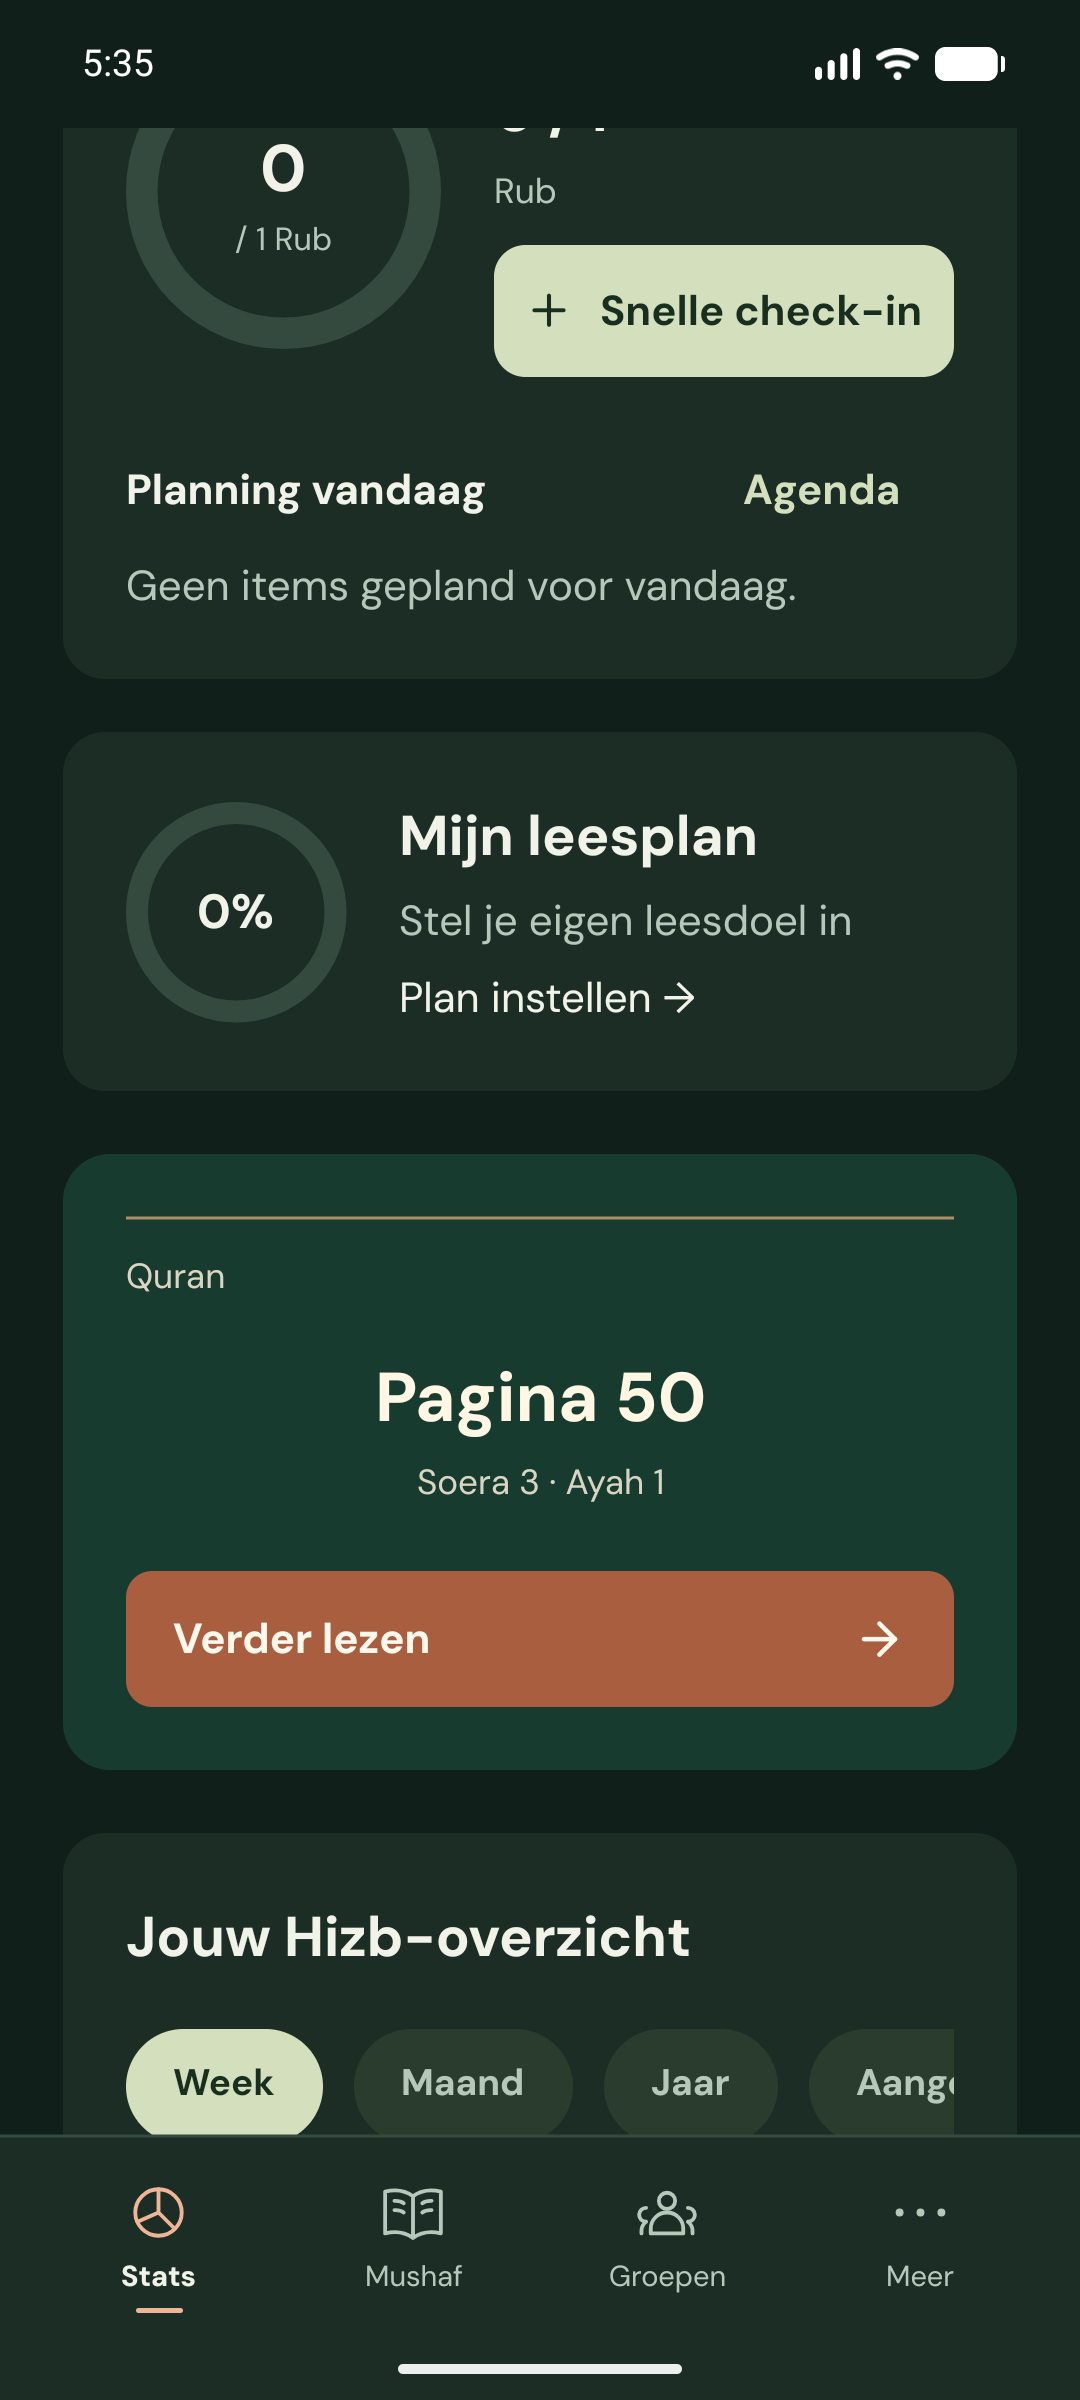 5:35
0
/ 1 Rub
Rub
+ Snelle check-in
Planning vandaag
Agenda
Geen items gepland voor vandaag.
0%
Mijn leesplan
Stel je eigen leesdoel in
Plan instellen →
Quran
Pagina 50
Soera 3 · Ayah 1
Verder lezen →
Jouw Hizb-overzicht
Week
Maand
Jaar
Stats
Mushaf
Groepen
Meer